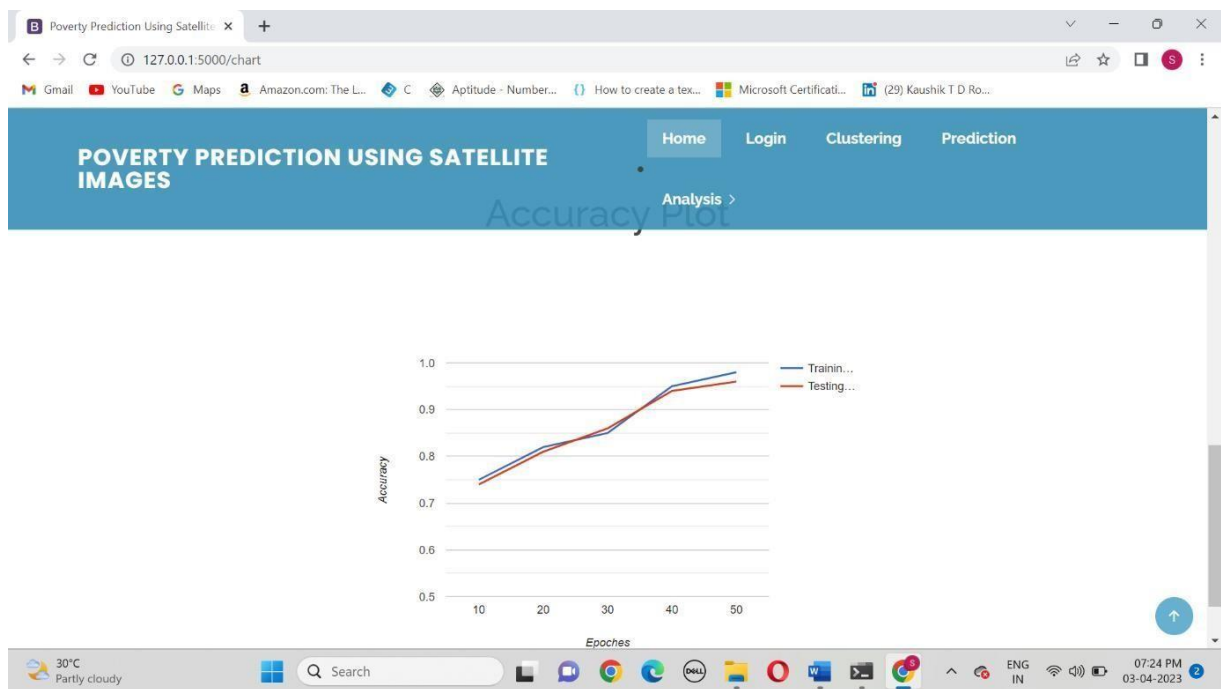 B Poverty Prediction Using Satellite
127.0.0.1:5000/chart
Gmail YouTube Maps Amazon.com: The L... C Aptitude - Number... How to create a tex... Microsoft Certificati... (29) Kaushik T D Ro...
POVERTY PREDICTION USING SATELLITE
IMAGES
Home Login Clustering Prediction
Analysis >
Accuracy Plot
1.0
0.9
0.8
0.7
0.6
0.5
Accuracy
Trainin...
Testing...
10 20 30 40 50
Epoches
30°C
Partly cloudy
Search
DELL
ENG
IN
07:24 PM
03-04-2023
2